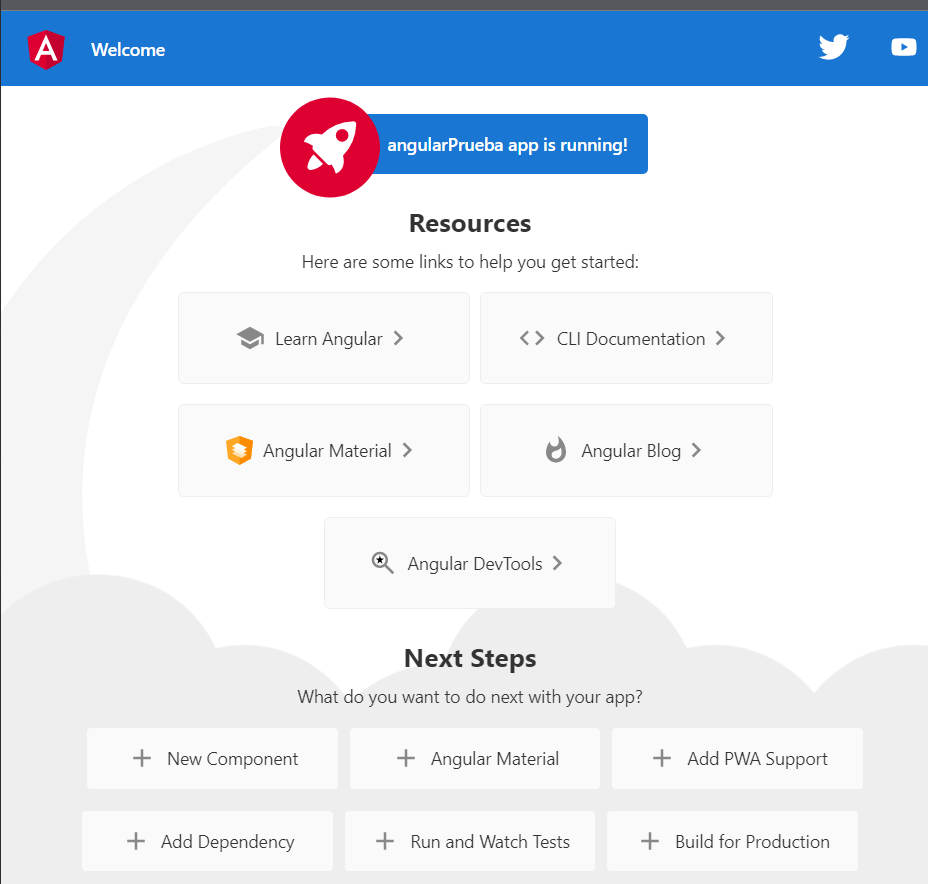 Welcome
angularPrueba app is running!
Resources
Here are some links to help you get started:
Learn Angular
CLI Documentation
Angular Material
Angular Blog
Angular DevTools
Next Steps
What do you want to do next with your app?
New Component
Angular Material
Add PWA Support
Add Dependency
Run and Watch Tests
Build for Production